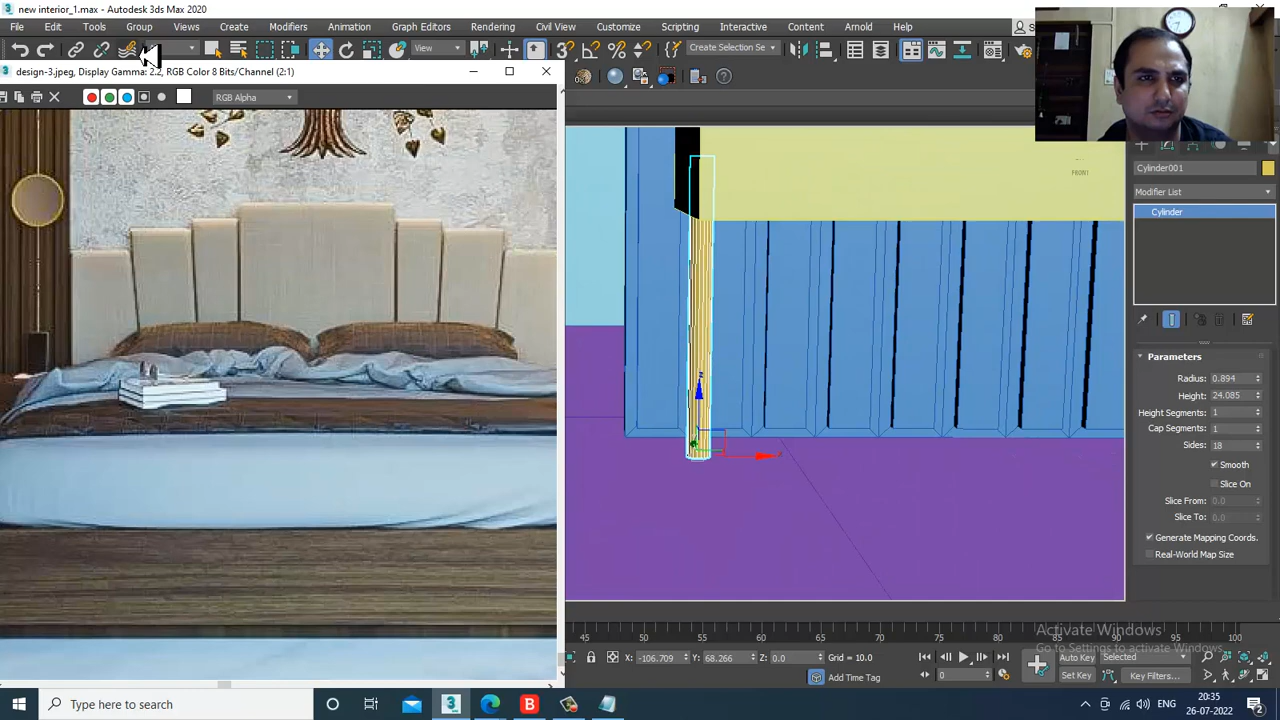 new interior_1.max - Autodesk 3ds Max 2020
File Edit Tools Group Views Create Modifiers Animation Graph Editors Rendering Civil View Customize Scripting Interactive Content Arnold Help
View
Create Selection Se
design-3.jpeg, Display Gamma: 2.2, RGB Color 8 Bits/Channel (2:1)
RGB Alpha
FRONT
Cylinder001
Modifier List
Cylinder
Parameters
Radius: 0.894
Height: 24.085
Height Segments: 1
Cap Segments: 1
Sides: 18
Smooth
Slice On
Slice From: 0.0
Slice To: 0.0
Generate Mapping Coords.
Real-World Map Size
45 50 55 60 65 70 75 80 85 90 95 100
Activate Windows
Go to Settings to activate Windows.
X: -106.709 Y: 68.266 Z: 0.0 Grid = 10.0
Add Time Tag
0
Auto Key Selected
Set Key Key Filters...
Type here to search
ENG
20:35
26-07-2022
2